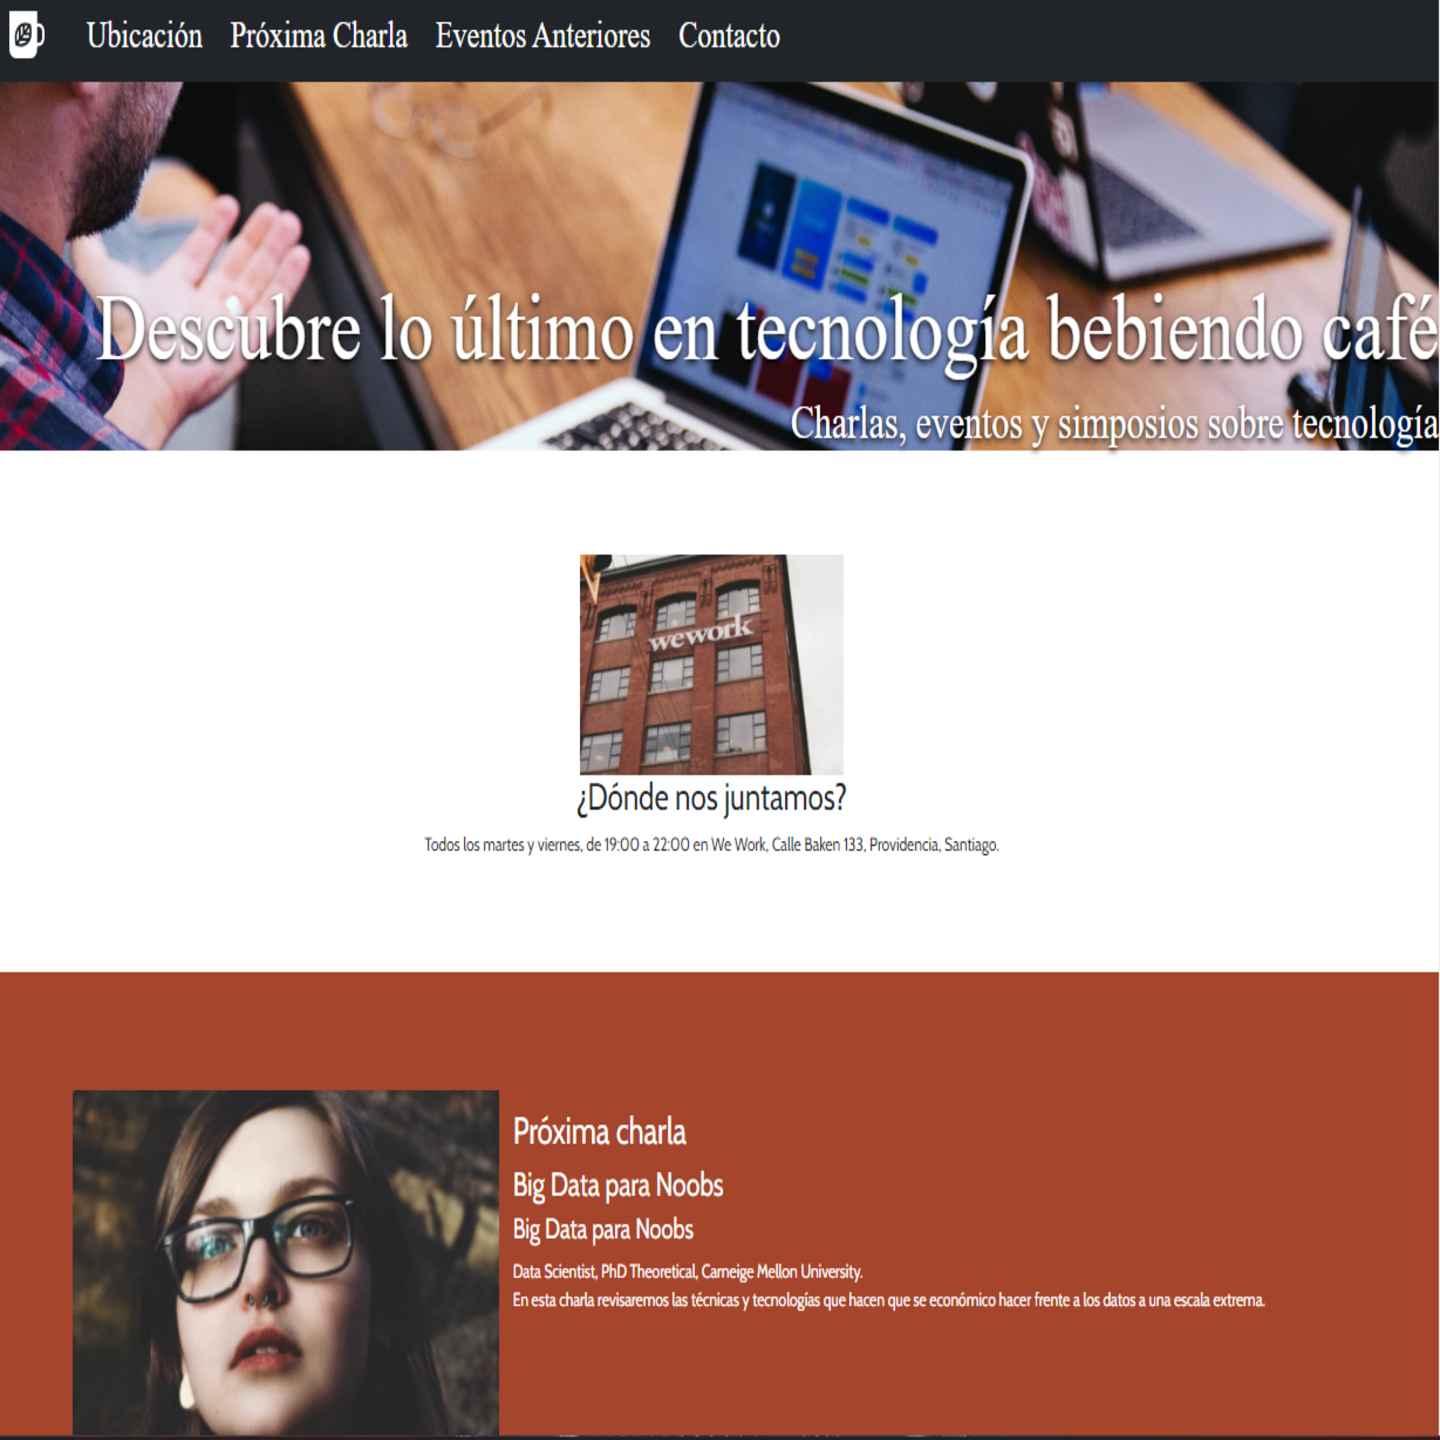 Ubicación Próxima Charla Eventos Anteriores Contacto
Descubre lo último en tecnología bebiendo café
Charlas, eventos y simposios sobre tecnología
wework
¿Dónde nos juntamos?
Todos los martes y viernes, de 19:00 a 22:00 en We Work, Calle Baken 133, Providencia, Santiago.
Próxima charla
Big Data para Noobs
Big Data para Noobs
Data Scientist, PhD Theoretical, Carneige Mellon University.
En esta charla revisaremos las técnicas y tecnologías que hacen que se económico hacer frente a los datos a una escala extrema.